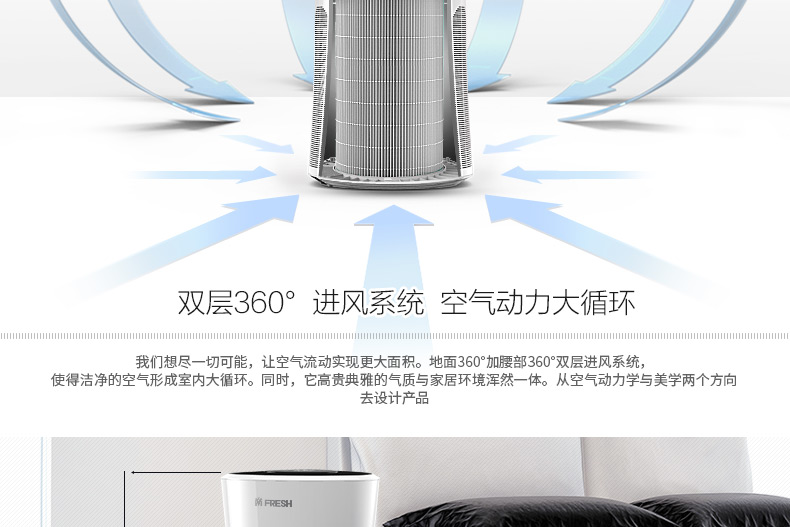 双层360° 进风系统 空气动力大循环
我们想尽一切可能，让空气流动实现更大面积。地面360°加腰部360°双层进风系统，
使得洁净的空气形成室内大循环。同时，它高贵典雅的气质与家居环境浑然一体。从空气动力学与美学两个方向
去设计产品
FRESH